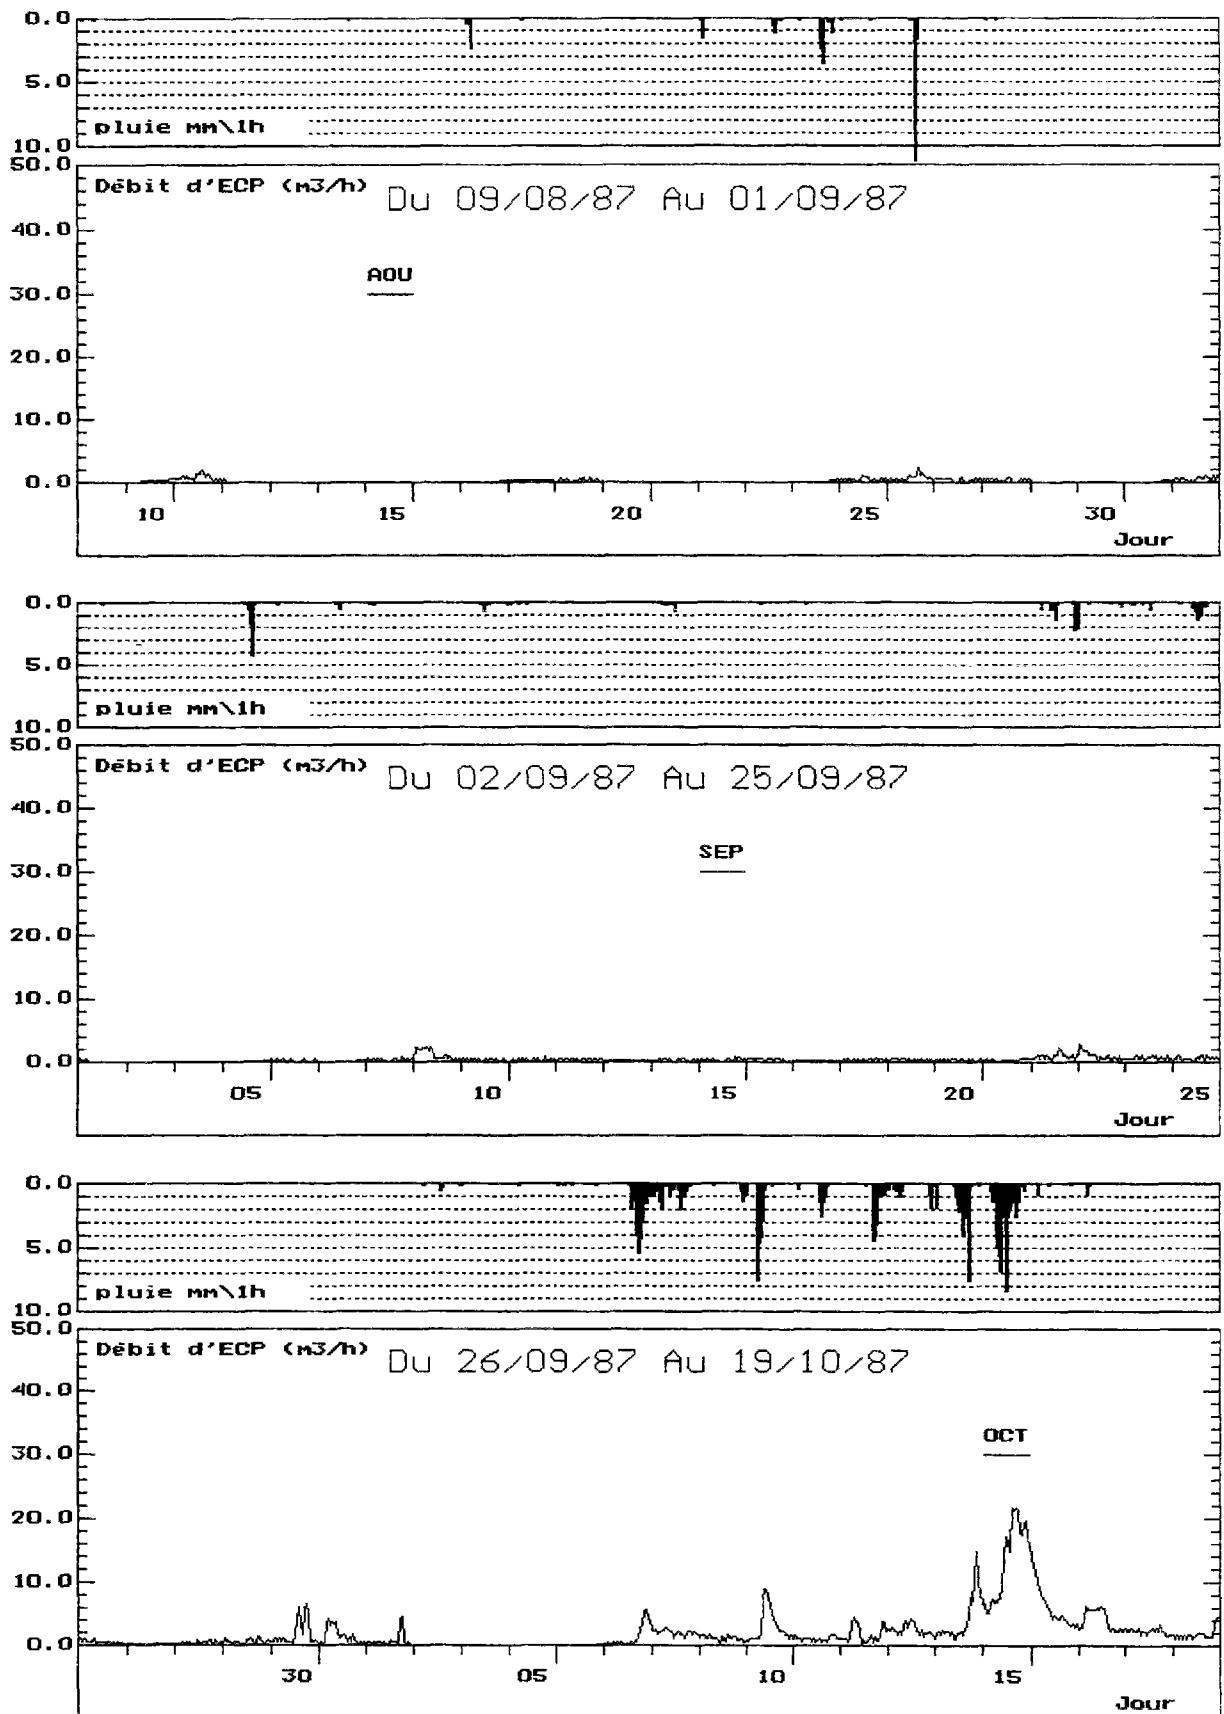 0.0
5.0
pluie mm\1h
10.0
50.0
Débit d'ECP (m3/h) Du 09/08/87 Au 01/09/87
40.0
AOU
30.0
20.0
10.0
0.0
10 15 20 25 30
Jour
0.0
5.0
pluie mm\1h
10.0
50.0
Débit d'ECP (m3/h) Du 02/09/87 Au 25/09/87
40.0
SEP
30.0
20.0
10.0
0.0
05 10 15 20 25
Jour
0.0
5.0
pluie mm\1h
10.0
50.0
Débit d'ECP (m3/h) Du 26/09/87 Au 19/10/87
40.0
OCT
30.0
20.0
10.0
0.0
30 05 10 15
Jour